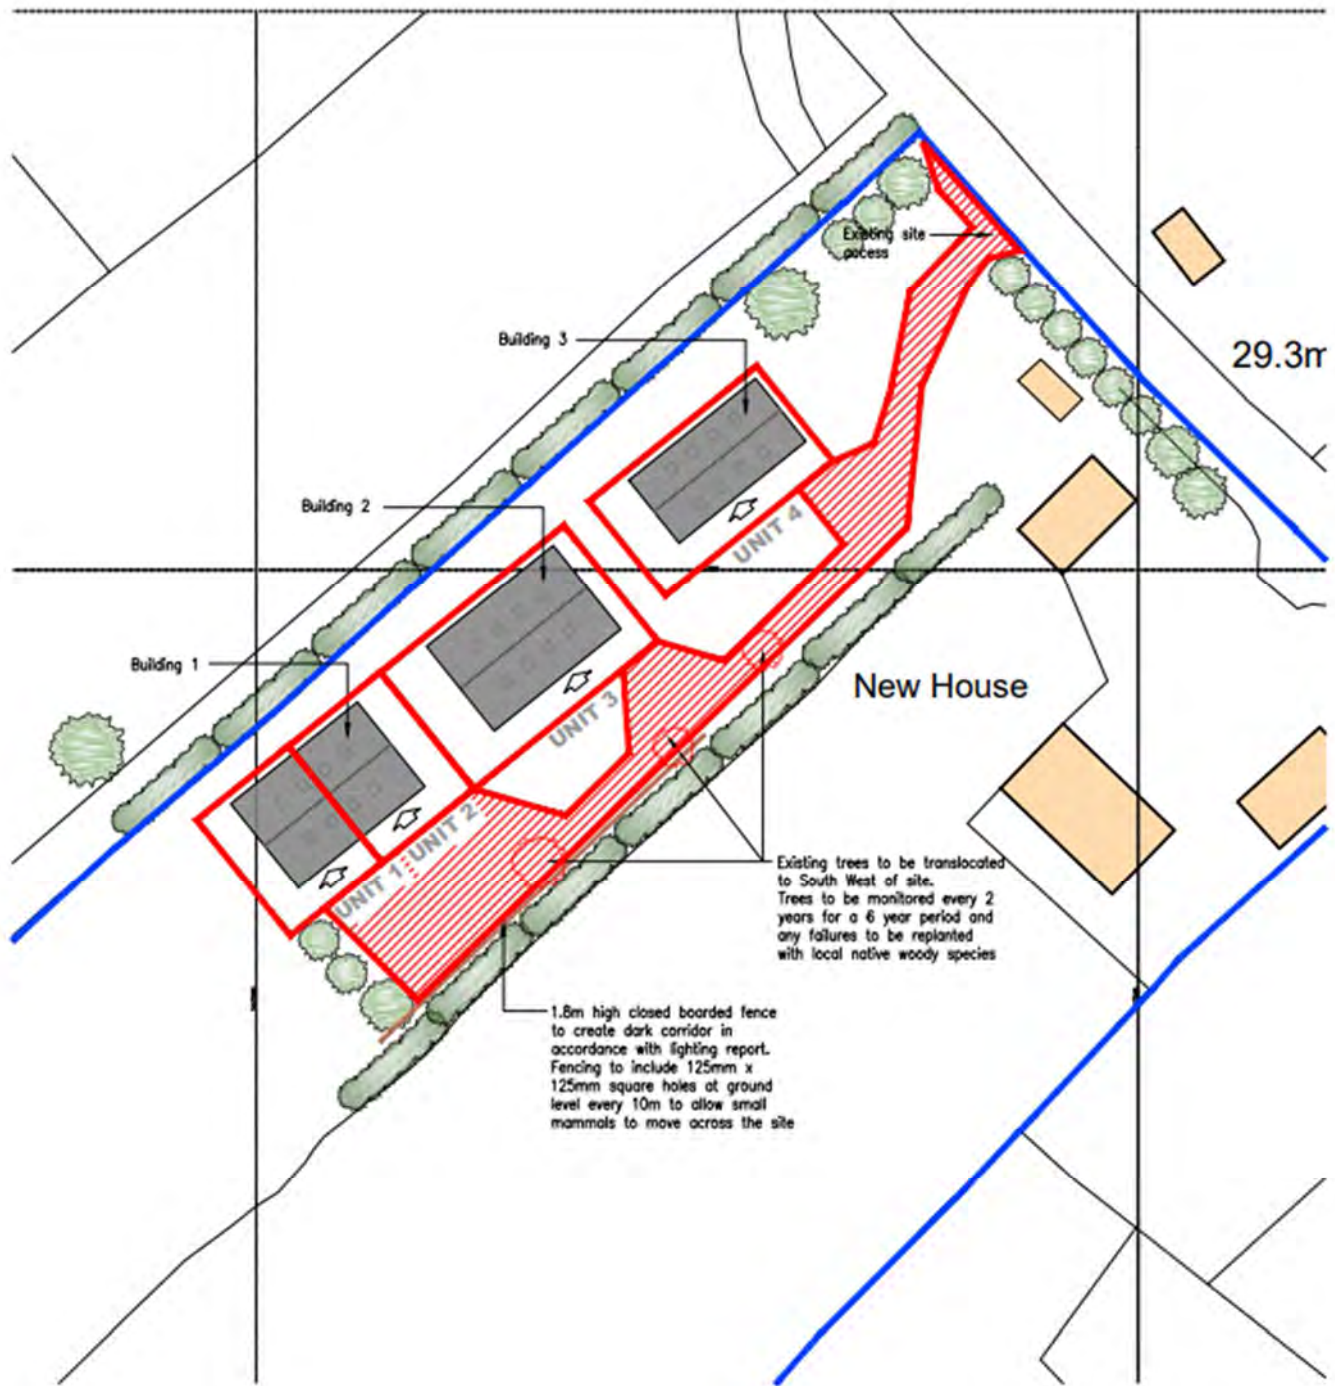 Existing site
access
29.3m
Building 3
Building 2
UNIT 4
Building 1
New House
UNIT 3
UNIT 2
UNIT 1
Existing trees to be translocated
to South West of site.
Trees to be monitored every 2
years for a 6 year period and
any failures to be replanted
with local native woody species
1.8m high closed boarded fence
to create dark corridor in
accordance with lighting report.
Fencing to include 125mm x
125mm square holes at ground
level every 10m to allow small
mammals to move across the site